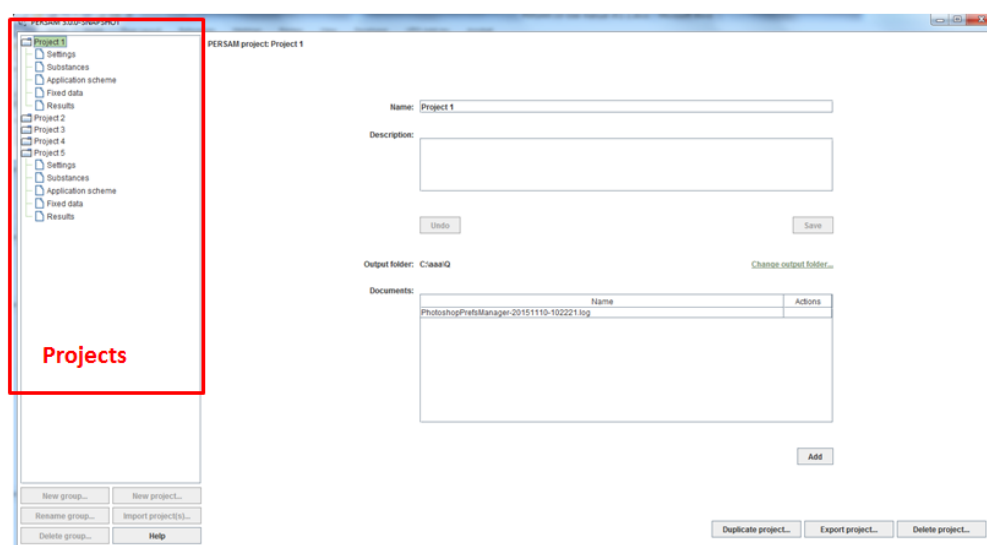 PERSAM 3.0.0-SNAPSHOT
Project 1
Settings
Substances
Application scheme
Fixed data
Results
Project 2
Project 3
Project 4
Project 5
Settings
Substances
Application scheme
Fixed data
Results
Projects
New group... New project...
Rename group... Import project(s)...
Delete group... Help
PERSAM project: Project 1
Name: Project 1
Description:
Undo Save
Output folder: C:\aaa\Q Change output folder...
Documents:
Name Actions
PhotoshopPrefsManager-20151110-102221.log
Add
Duplicate project... Export project... Delete project...